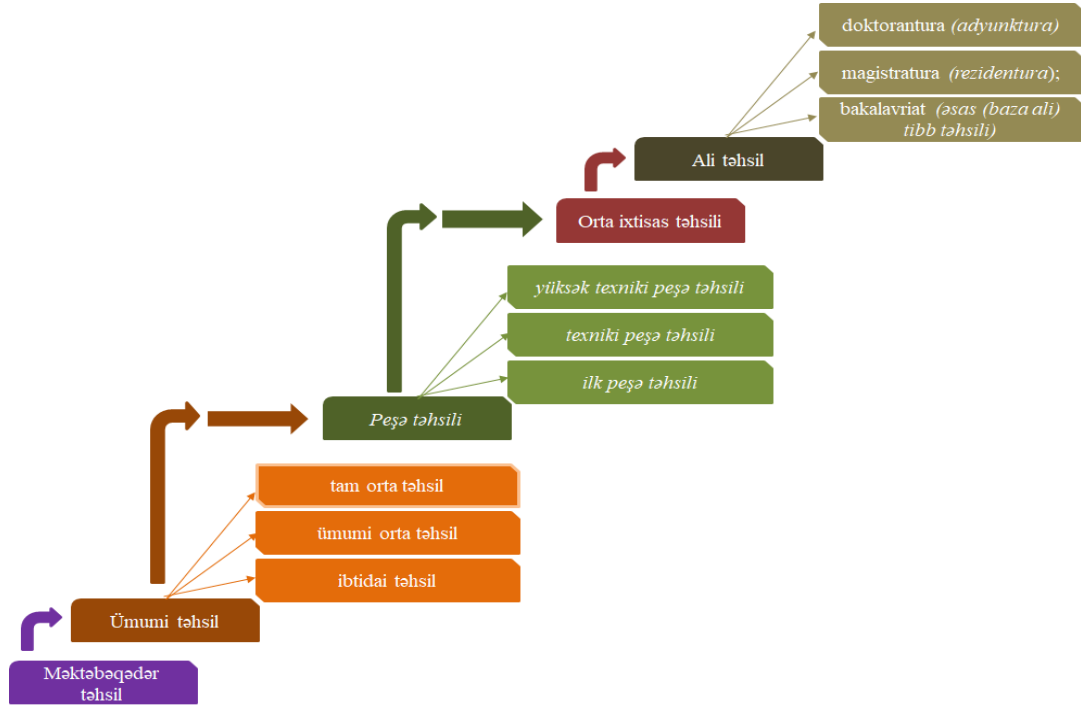 doktorantura (adyunktura)
magistratura (rezidentura);
bakalavriat (əsas (baza ali)
tibb təhsili)
Ali təhsil
Orta ixtisas təhsili
yüksək texniki peşə təhsili
texniki peşə təhsili
ilk peşə təhsili
Peşə təhsili
tam orta təhsil
ümumi orta təhsil
ibtidai təhsil
Ümumi təhsil
Məktəbəqədər
təhsil